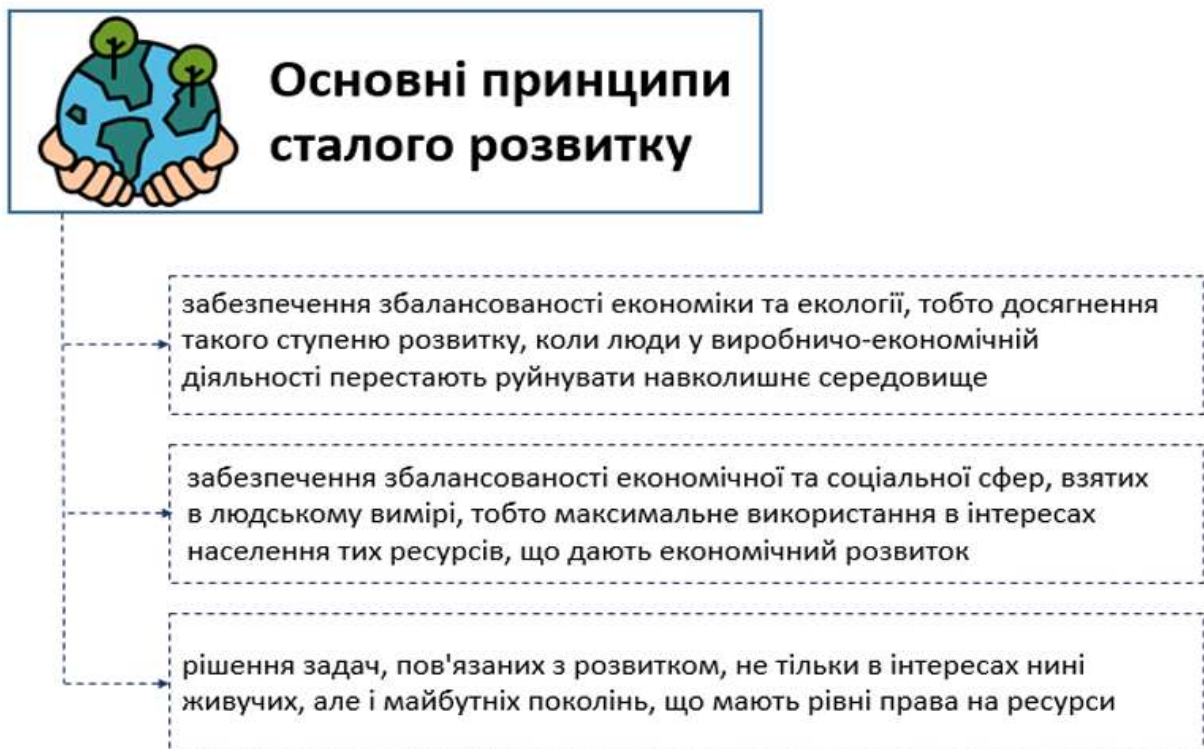 Основні принципи
сталого розвитку
забезпечення збалансованості економіки та екології, тобто досягнення
такого ступеню розвитку, коли люди у виробничо-економічній
діяльності перестають руйнувати навколишнє середовище
забезпечення збалансованості економічної та соціальної сфер, взятих
в людському вимірі, тобто максимальне використання в інтересах
населення тих ресурсів, що дають економічний розвиток
рішення задач, пов'язаних з розвитком, не тільки в інтересах нині
живучих, але і майбутніх поколінь, що мають рівні права на ресурси